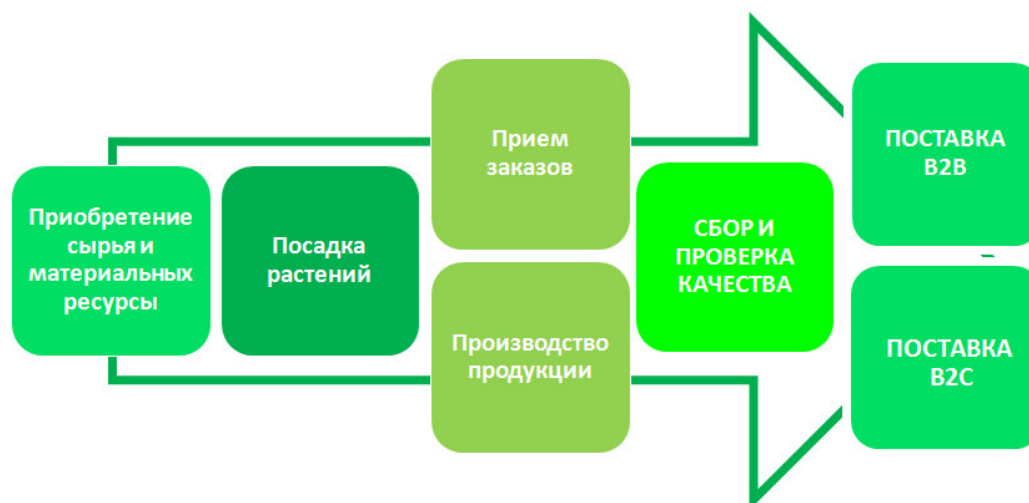 Приобретение
сырья и
материальных
ресурсы
Посадка
растений
Прием
заказов
Производство
продукции
СБОР И
ПРОВЕРКА
КАЧЕСТВА
ПОСТАВКА
B2B
ПОСТАВКА
B2C